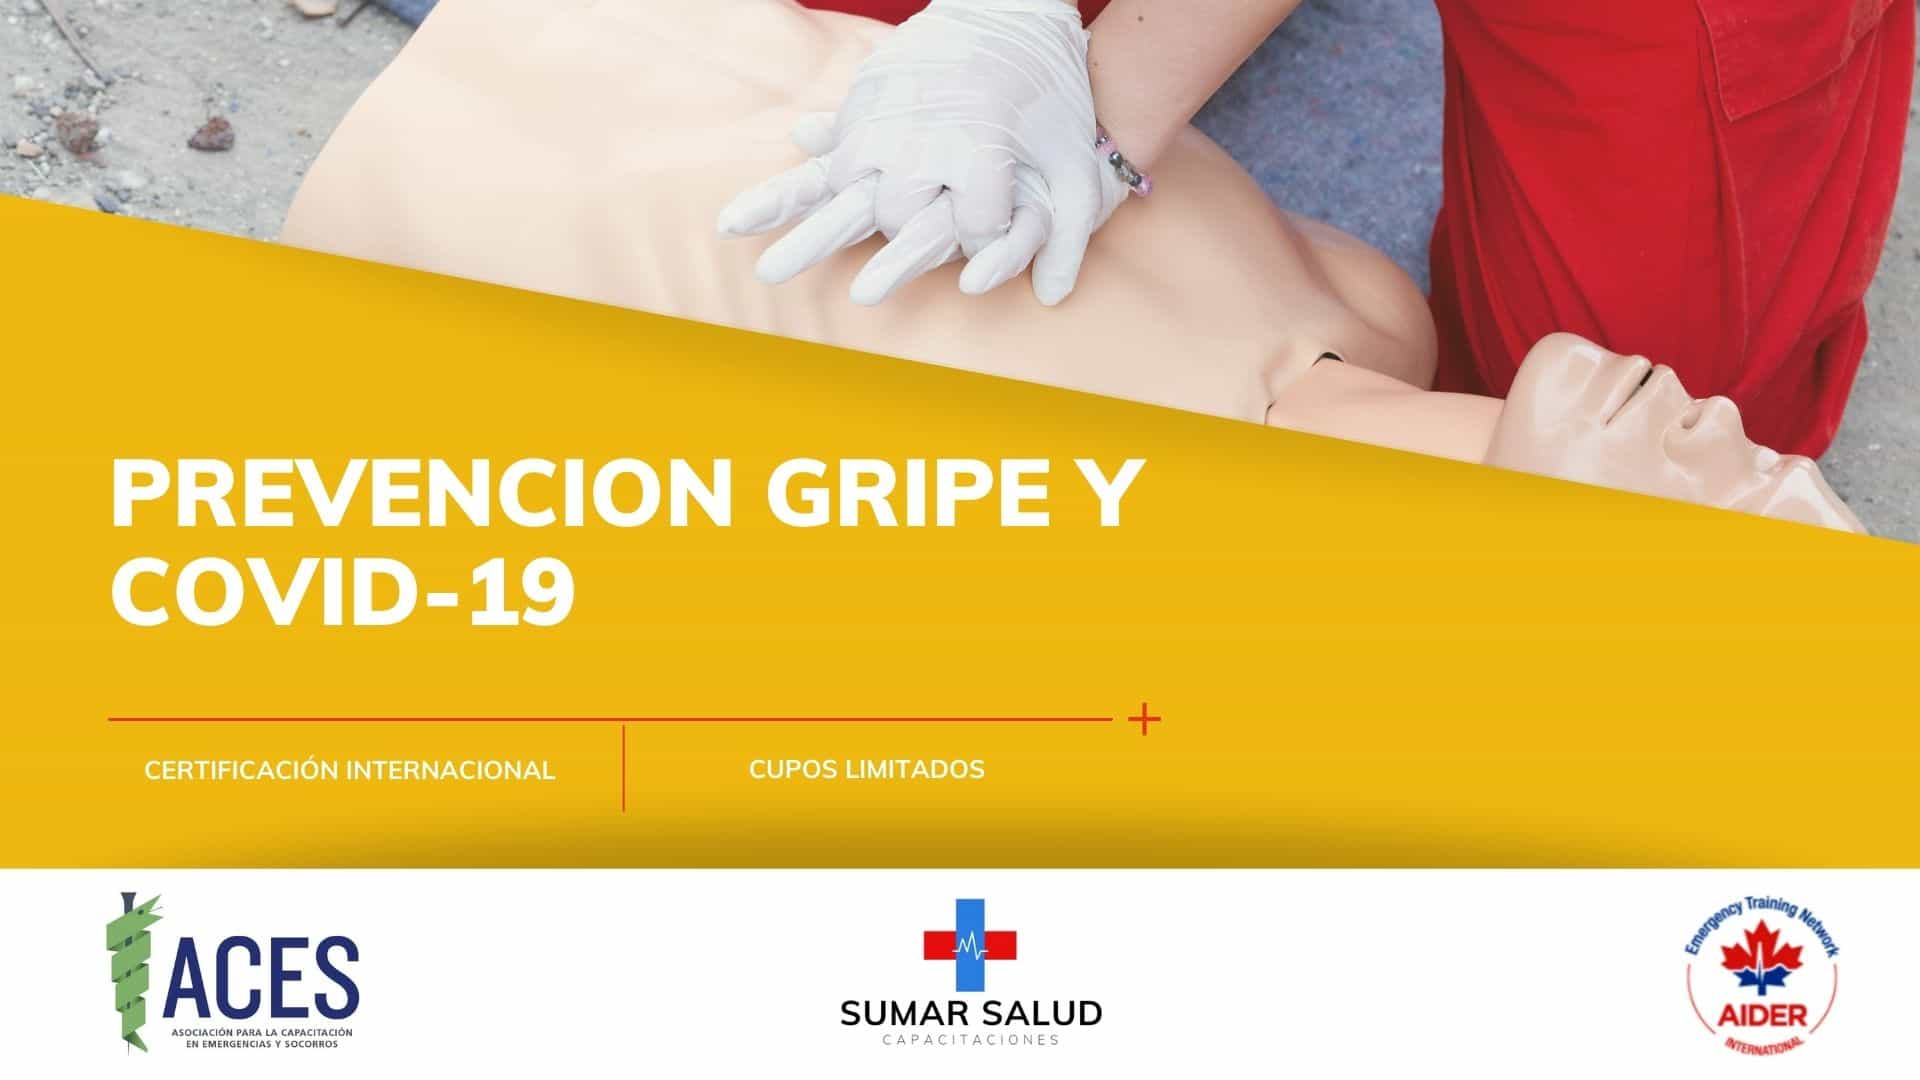 PREVENCION GRIPE Y
COVID-19
CERTIFICACIÓN INTERNACIONAL
CUPOS LIMITADOS
ACES
ASOCIACIÓN PARA LA CAPACITACIÓN
EN EMERGENCIAS Y SOCORROS
SUMAR SALUD
CAPACITACIONES
Emergency Training Network
AIDER
INTERNATIONAL